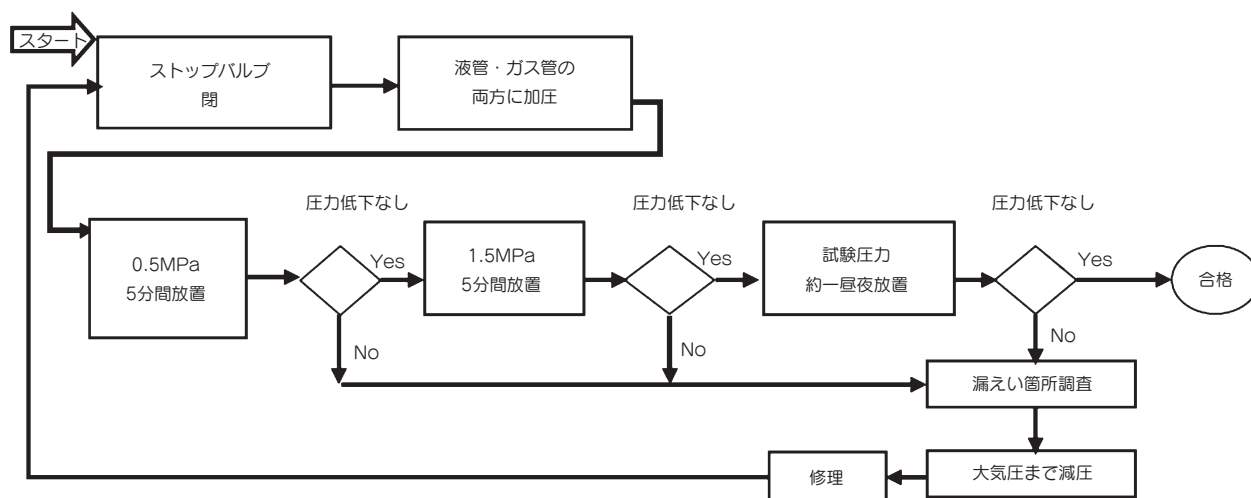 スタート
ストップバルブ
閉
液管・ガス管の
両方に加圧
圧力低下なし
圧力低下なし
圧力低下なし
0.5MPa
5分間放置
Yes
1.5MPa
5分間放置
Yes
試験圧力
約一昼夜放置
Yes
合格
No
No
No
漏えい箇所調査
大気圧まで減圧
修理